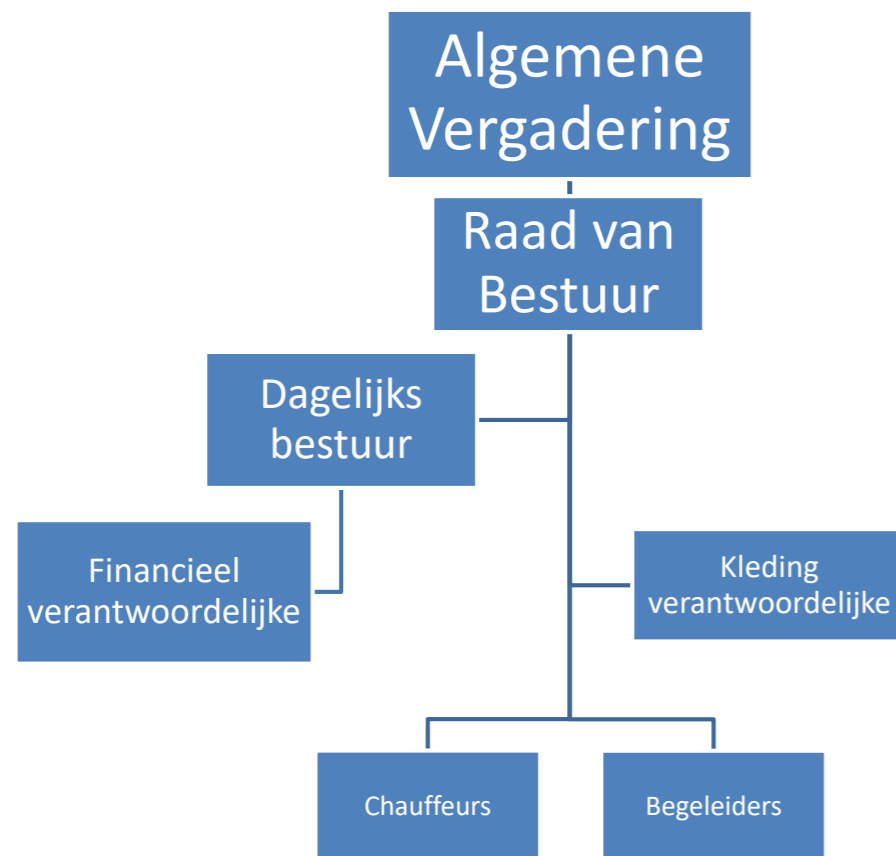 Algemene
Vergadering
Raad van
Bestuur
Dagelijks
bestuur
Financieel
verantwoordelijke
Kleding
verantwoordelijke
Chauffeurs
Begeleiders